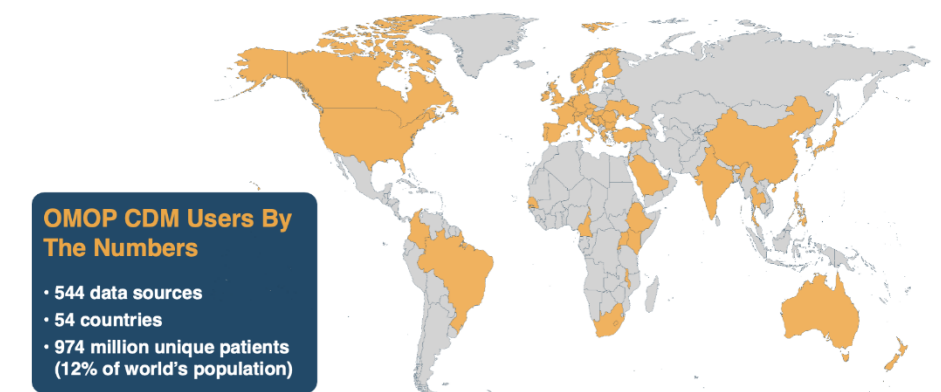 OMOP CDM Users By
The Numbers
• 544 data sources
• 54 countries
• 974 million unique patients
(12% of world's population)